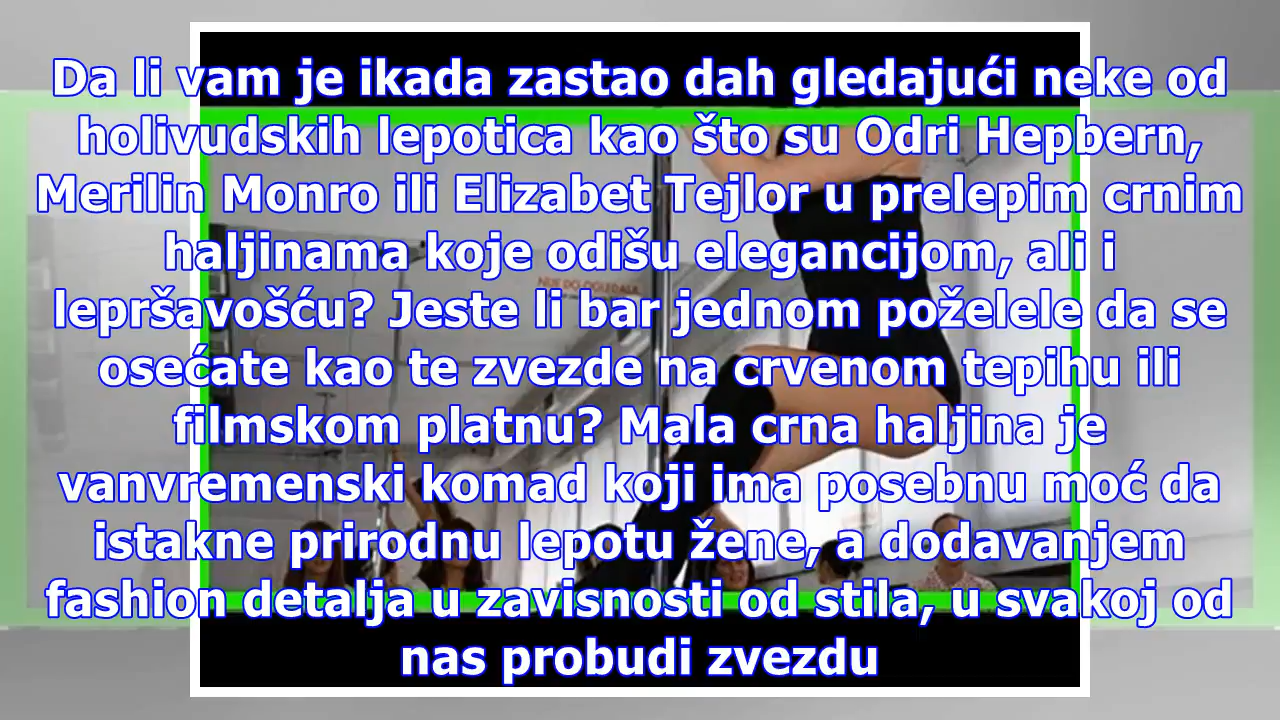 Da li vam je ikada zastao dah gledajući neke od
holivudskih lepotica kao što su Odri Hepbern,
Merilin Monro ili Elizabet Tejlor u prelepim crnim
haljinama koje odišu elegancijom, ali i
lepršavošću? Jeste li bar jednom poželele da se
osećate kao te zvezde na crvenom tepihu ili
filmskom platnu? Mala crna haljina je
vanvremenski komad koji ima posebnu moć da
istakne prirodnu lepotu žene, a dodavanjem
fashion detalja u zavisnosti od stila, u svakoj od
nas probudi zvezdu